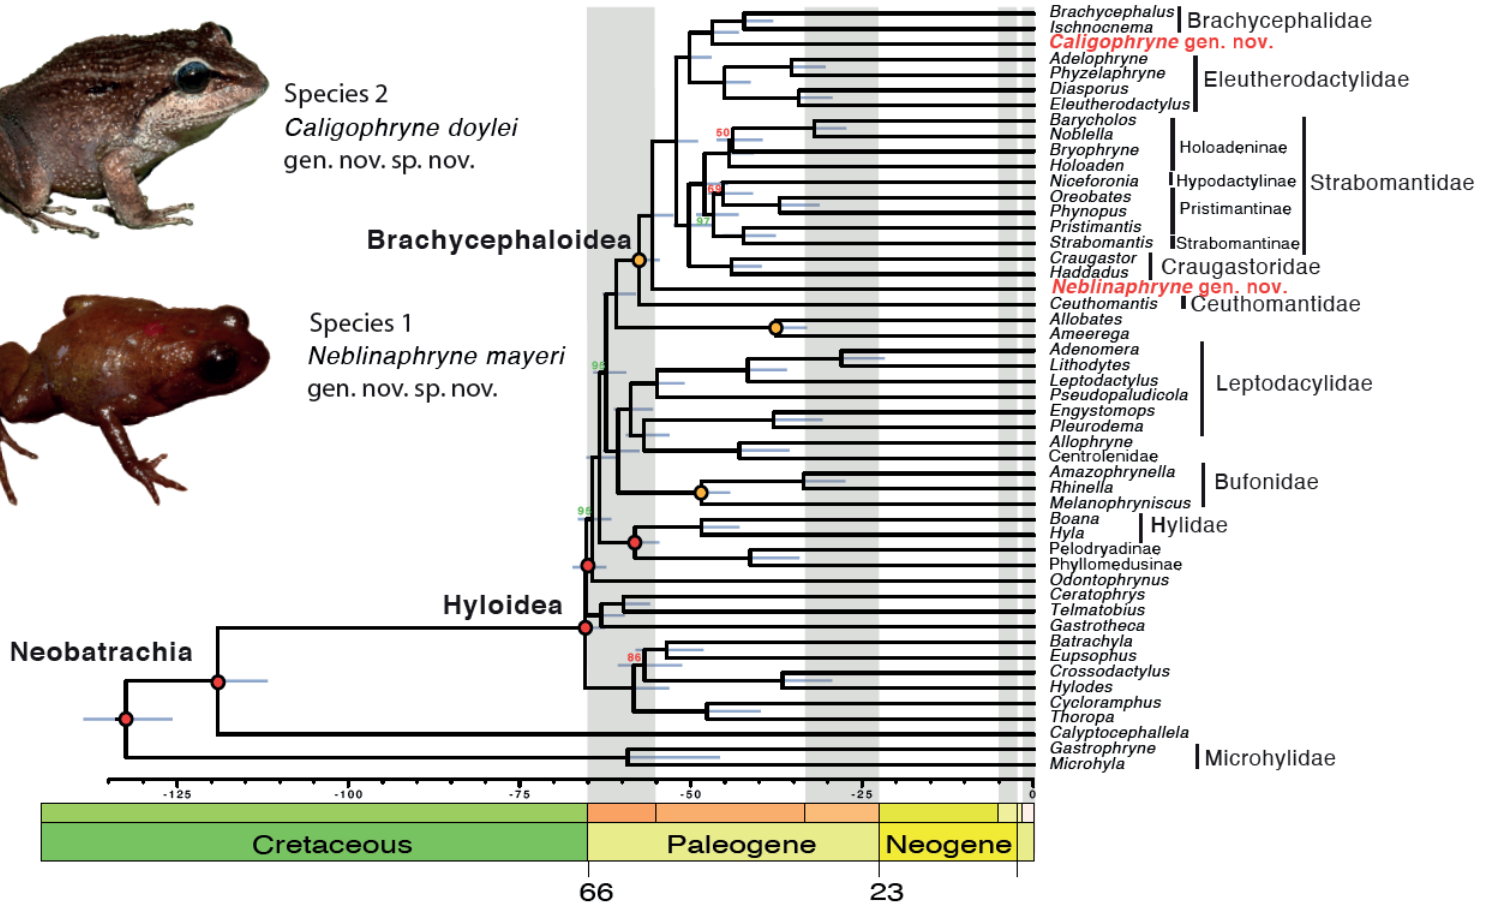 Species 2
Caligophryne doylei
gen. nov. sp. nov.
Species 1
Neblinaphryne mayeri
gen. nov. sp. nov.
Brachycephaloidea
Hyloidea
Neobatrachia
50
69
97
95
95
86
Brachycephalus
Ischnocnema
Brachycephalidae
Caligophryne gen. nov.
Adelophryne
Phyzelaphryne
Diasporus
Eleutherodactylus
Eleutherodactylidae
Barycholos
Noblella
Bryophryne
Holoaden
Holoadeninae
Niceforonia
Hypodactylinae
Strabomantidae
Oreobates
Phynopus
Pristimantinae
Pristimantis
Strabomantis
Strabomantinae
Craugastor
Haddadus
Craugastoridae
Neblinaphryne gen. nov.
Ceuthomantis
Ceuthomantidae
Allobates
Ameerega
Adenomera
Lithodytes
Leptodactylus
Pseudopaludicola
Leptodacylidae
Engystomops
Pleurodema
Allophryne
Centrolenidae
Amazophrynella
Rhinella
Bufonidae
Melanophryniscus
Boana
Hyla
Hylidae
Pelodryadinae
Phyllomedusinae
Odontophrynus
Ceratophrys
Telmatobius
Gastrotheca
Batrachyla
Eupsophus
Crossodactylus
Hylodes
Cycloramphus
Thoropa
Calyptocephallela
Gastrophryne
Microhyla
Microhylidae
-125 -100 -75 -50 -25 0
Cretaceous Paleogene Neogene
66 23